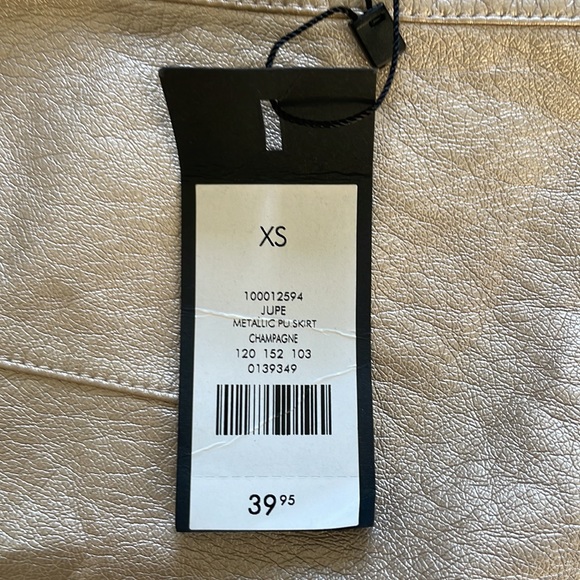 XS
100012594
JUPE
METALLIC PU SKIRT
CHAMPAGNE
120 152 103
0139349
39 95